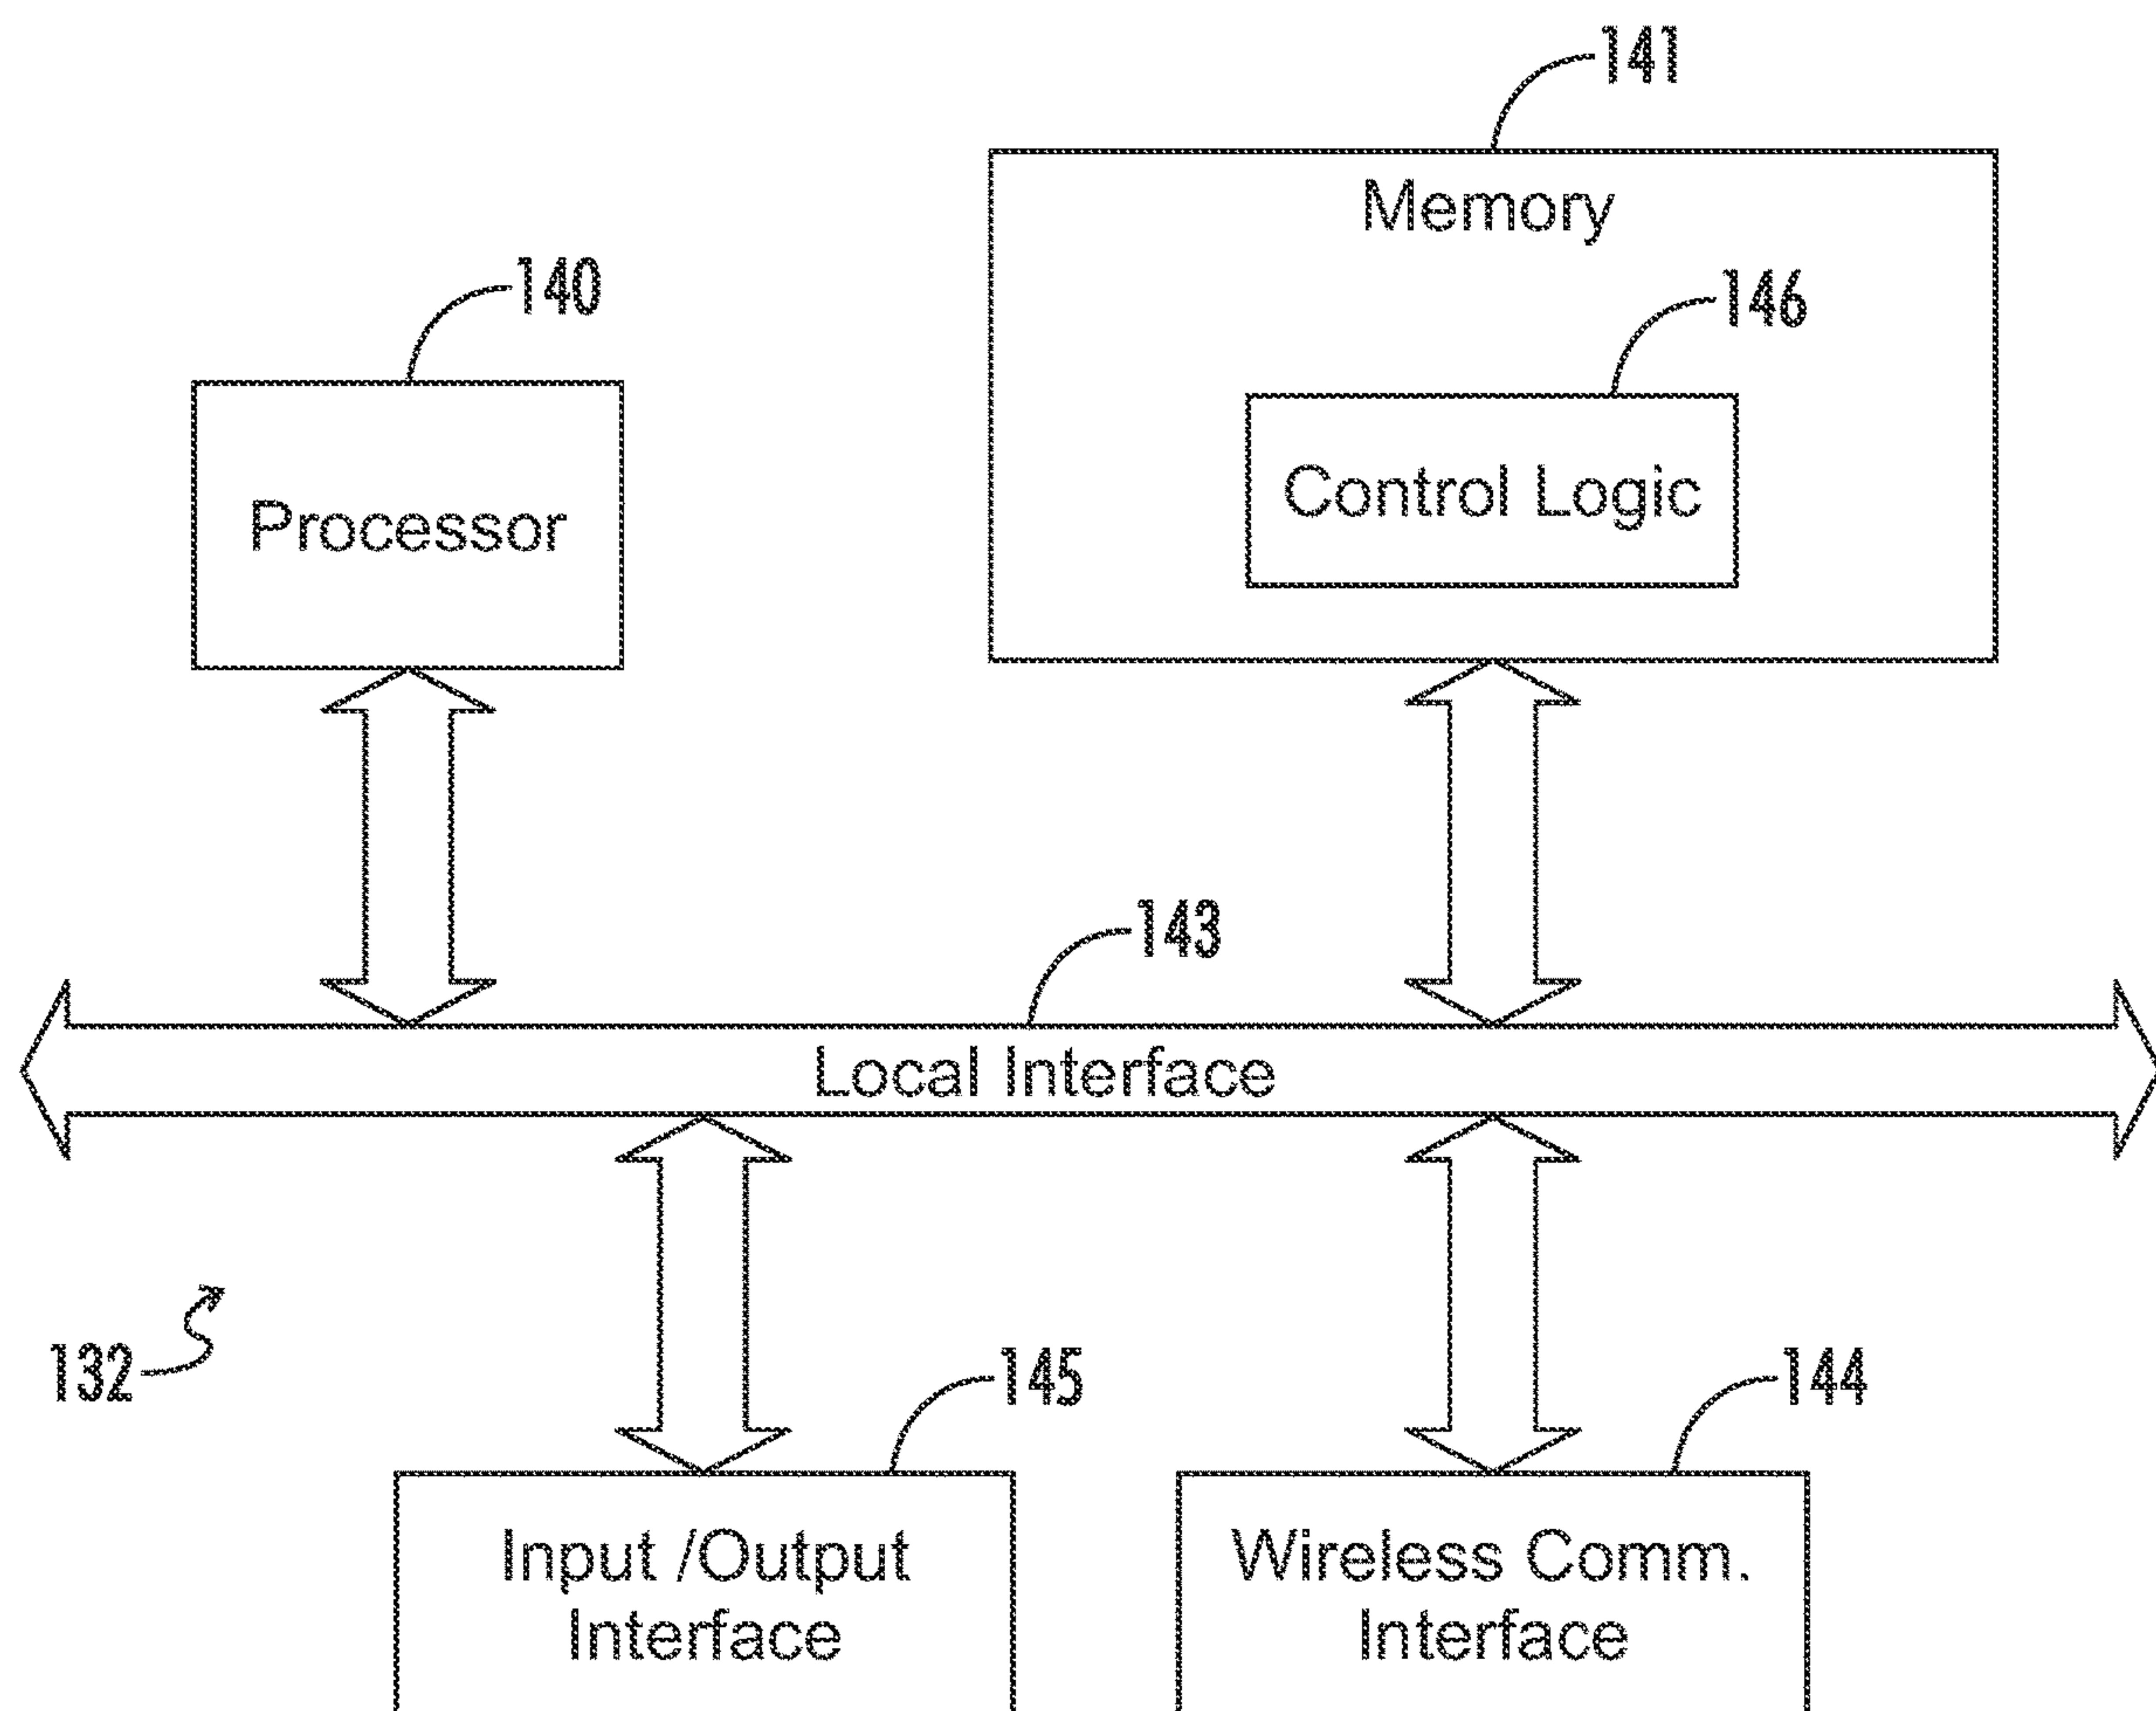 141
Memory
140
146
Processor
Control Logic
143
Local Interface
132
145
144
Input /Output
Interface
Wireless Comm.
Interface